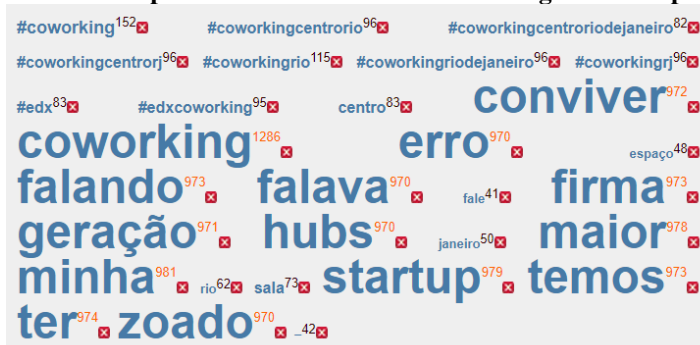 #coworking152 #coworkingcentrorio96 #coworkingcentroriodejaneiro82
#coworkingcentrorj96 #coworkingrio115 #coworkingriodejaneiro96 #coworkingrj96
#edx83 #edxcoworking95 centro83 conviver972
coworking1286 erro970 espaço48
falando973 falava970 fale41 firma973
geração971 hubs970 janeiro50 maior978
minha981 rio62 sala73 startup979 temos973
ter974 zoado970 _42